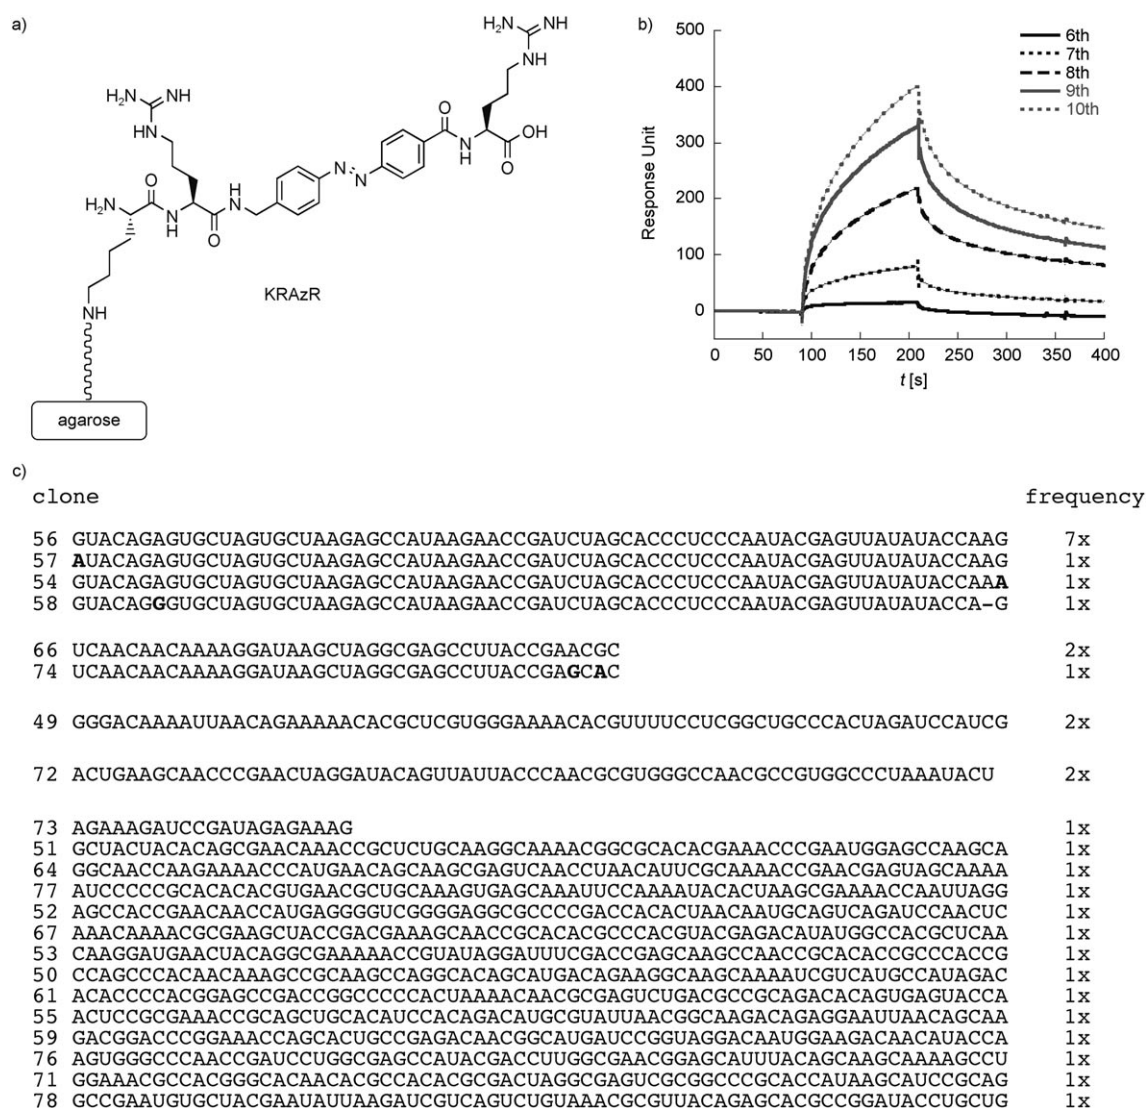 a)
H₂N NH
NH
H₂N NH
HN
O
N
H
OH
O
N
N
H₂N
O
N
H
O
H
N
NH
KRAzR
agarose
b)
500
400
300
200
100
0
Response Unit
0 50 100 150 200 250 300 350 400
t [s]
6th
7th
8th
9th
10th
c)
clone frequency
56 GUACAGAGUGCUAGUGCUAAGAGCCAUAAGAACCGAUCUAGCACCCUCCCAAUACGAGUUAUAUACCAAG 7x
57 AUACAGAGUGCUAGUGCUAAGAGCCAUAAGAACCGAUCUAGCACCCUCCCAAUACGAGUUAUAUACCAAG 1x
54 GUACAGAGUGCUAGUGCUAAGAGCCAUAAGAACCGAUCUAGCACCCUCCCAAUACGAGUUAUAUACCAAA 1x
58 GUACAGGGUGCUAGUGCUAAGAGCCAUAAGAACCGAUCUAGCACCCUCCCAAUACGAGUUAUAUACCA–G 1x
66 UCAACAACAAAAGGAUAAGCUAGGCGAGCCUUACCGAACGC 2x
74 UCAACAACAAAAGGAUAAGCUAGGCGAGCCUUACCGAGCAC 1x
49 GGGACAAAAUUAACAGAAAAACACGCUCGUGGGAAAACACGUUUUCCUCGGCUGCCCACUAGAUCCAUCG 2x
72 ACUGAAGCAACCCGAACUAGGAUACAGUUAUUACCCAACGCGUGGGCCAACGCCGUGGCCCUAAAUACU 2x
73 AGAAAGAUCCGAUAGAGAAAG 1x
51 GCUACUACACAGCGAACAAACCGCUCUGCAAGGCAAAACGGCGCACACGAAACCCGAAUGGAGCCAAGCA 1x
64 GGCAACCAAGAAAACCCAUGAACAGCAAGCGAGUCAACCUAACAUUCGCAAAACCGAACGAGUAGCAAAA 1x
77 AUCCCCCGCACACACGUGAACGCUGCAAAGUGAGCAAAUUCCAAAAUACACUAAGCGAAAACCAAUUAGG 1x
52 AGCCACCGAACAACCAUGAGGGGUCGGGGAGGCGCCCCGACCACACUAACAAUGCAGUCAGAUCCAACUC 1x
67 AAACAAAACGCGAAGCUACCGACGAAAGCAACCGCACACGCCCACGUACGAGACAUAUGGCCACGCUCAA 1x
53 CAAGGAUGAACUACAGGCGAAAAACCGUAUAGGAUUUCGACCGAGCAAGCCAACCGCACACCGCCCACCG 1x
50 CCAGCCCACAACAAAGCCGCAAGCCAGGCACAGCAUGACAGAAGGCAAGCAAAAUCGUCAUGCCAUAGAC 1x
61 ACACCCCACGGAGCCGACCGGCCCCCACUAAAACAACGCGAGUCUGACGCCGCAGACACAGUGAGUACCA 1x
55 ACUCCGCGAAACCGCAGCUGCACAUCCACAGACAUGCGUAUUAACGGCAAGACAGAGGAAUUAACAGCAA 1x
59 GACGGACCCGGAAACCAGCACUGCCGAGACAACGGCAUGAUCCGGUAGGACAAUGGAAGACAACAUACCA 1x
76 AGUGGGCCCAACCGAUCCUGGCGAGCCAUACGACCUUGGCGAACGGAGCAUUUACAGCAAGCAAAAGCCU 1x
71 GGAAACGCCACGGGCACAACACGCCACACGCGACUAGGCGAGUCGCGGCCCGCACCAUAAGCAUCCGCAG 1x
78 GCCGAAUGUGCUACGAAUAUUAAGAUCGUCAGUCUGUAAACGCGUUACAGAGCACGCCGGAUACCUGCUG 1x